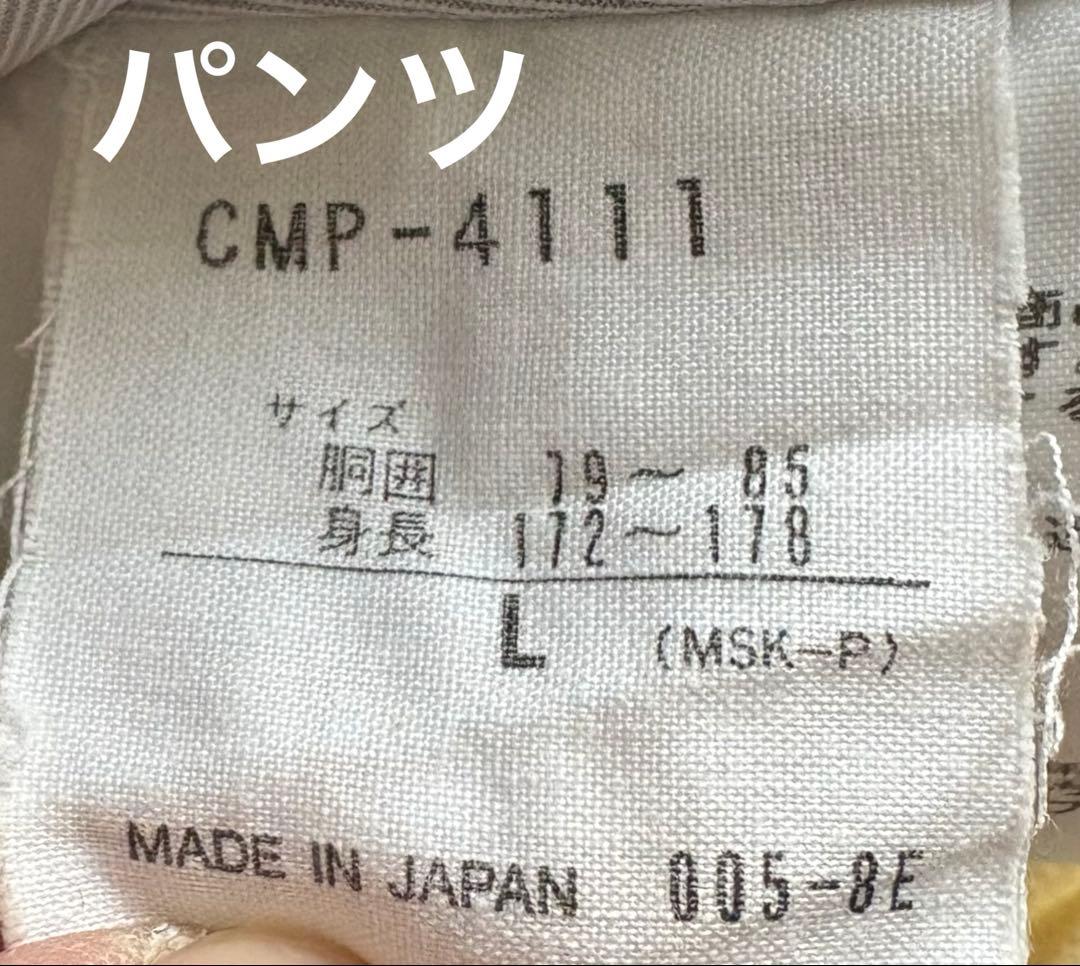 パンツ
CMP-4111
サイズ
胴囲 79〜 85
身長 172〜178
L (MSK-P)
MADE IN JAPAN 005-8E